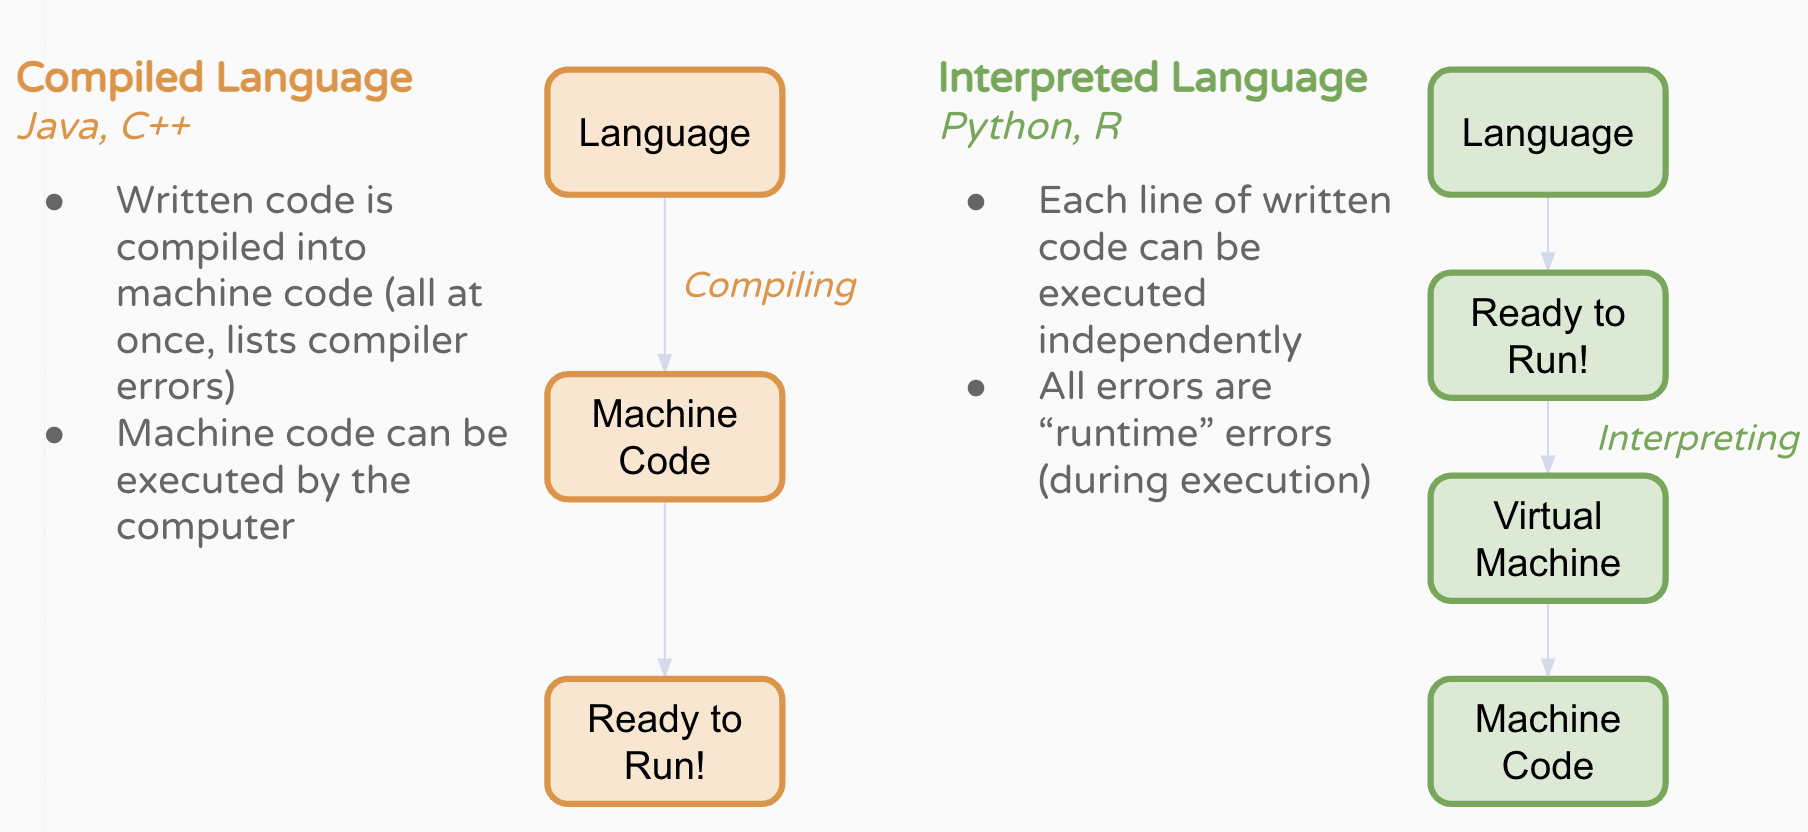 Compiled Language
Java, C++
● Written code is
compiled into
machine code (all at
once, lists compiler
errors)
● Machine code can be
executed by the
computer
Language
Compiling
Machine
Code
Ready to
Run!
Interpreted Language
Python, R
● Each line of written
code can be
executed
independently
● All errors are
“runtime” errors
(during execution)
Language
Ready to
Run!
Interpreting
Virtual
Machine
Machine
Code